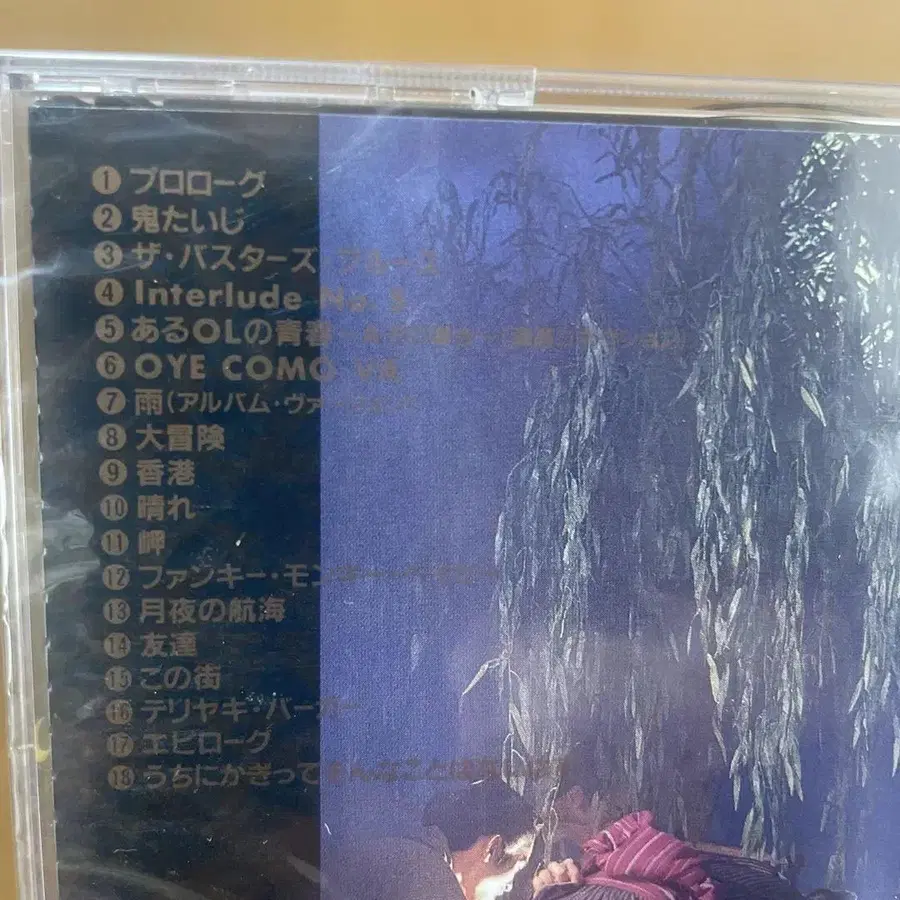 1 プロローグ
2 鬼たいじ
3 ザ・バスターズ ブルース
4 Interlude No. 5
5 あるOLの青春
6 OYE COMO VA
7 雨(アルバム・ヴァージョン)
8 大冒険
9 香港
10 晴れ
11 岬
12 ファンキー・モンキー・
13 月夜の航海
14 友達
15 この街
16 テリヤキ・バーガー
17 エピローグ
18 うちにかぎってそんなことはない